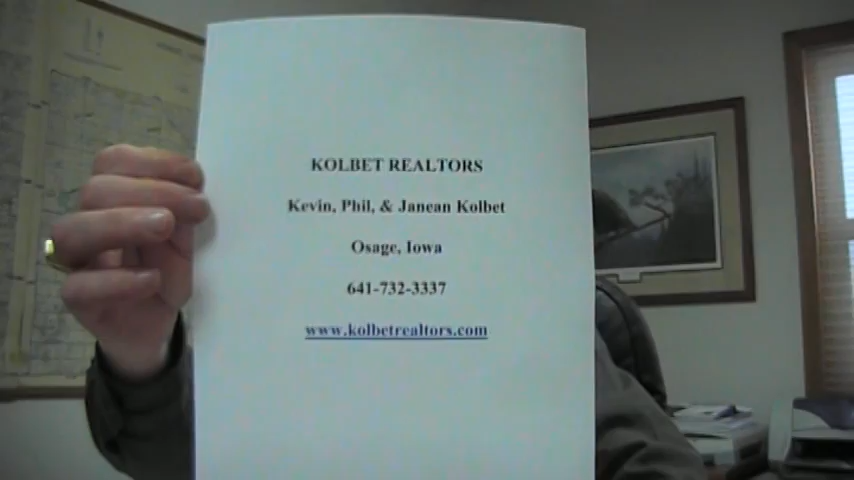 KOLBET REALTORS
Kevin, Phil, & Janean Kolbet
Osage, Iowa
641-732-3337
www.kolbetrealtors.com